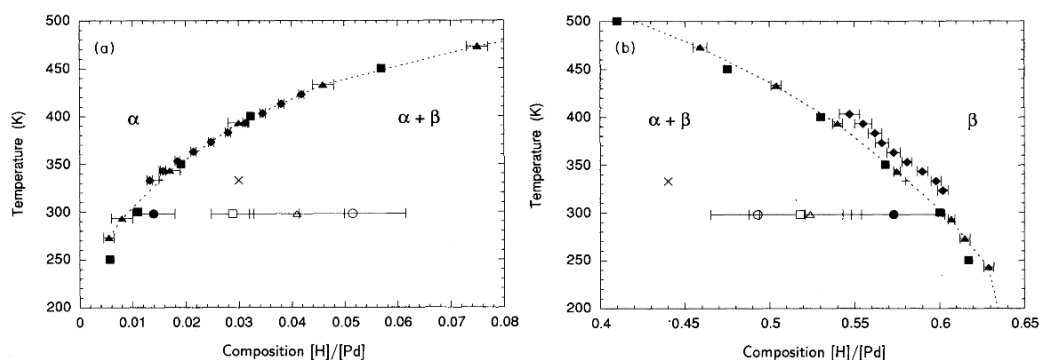 500
450
400
350
300
250
200
Temperature (K)
(a)
α
α + β
0
0.01
0.02
0.03
0.04
0.05
0.06
0.07
0.08
Composition [H]/[Pd]
500
450
400
350
300
250
200
Temperature (K)
(b)
α + β
β
0.4
0.45
0.5
0.55
0.6
0.65
Composition [H]/[Pd]